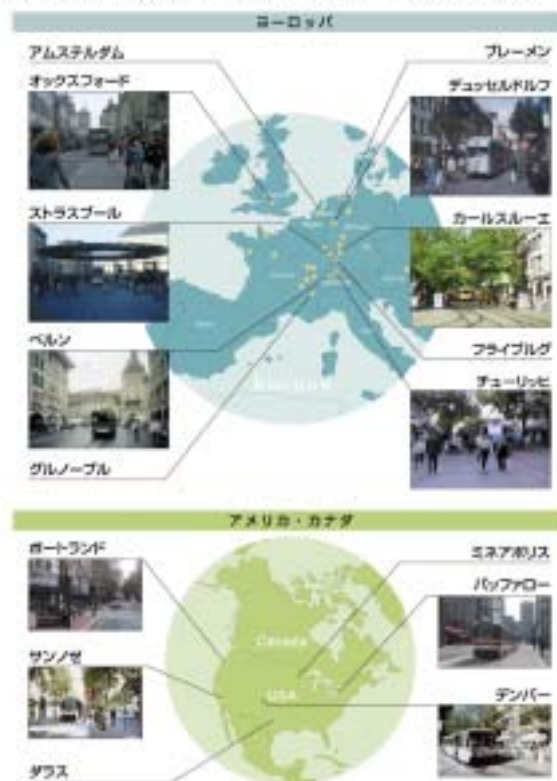 ヨーロッパ
アムステルダム
オックスフォード
ストラスブール
ベルン
グルノーブル
ブレーメン
デュッセルドルフ
カールスルーエ
フライブルグ
チューリッヒ
アメリカ・カナダ
ポートランド
サンノゼ
ダラス
Canada
USA
ミネアポリス
バッファロー
デンバー